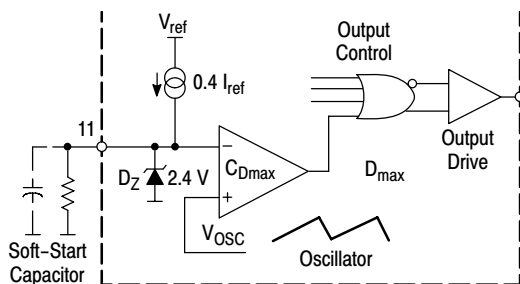 V_ref
Output
Control
0.4 I_ref
11
−
D_Z
2.4 V
C_Dmax
+
D_max
Output
Drive
V_OSC
Oscillator
Soft–Start
Capacitor